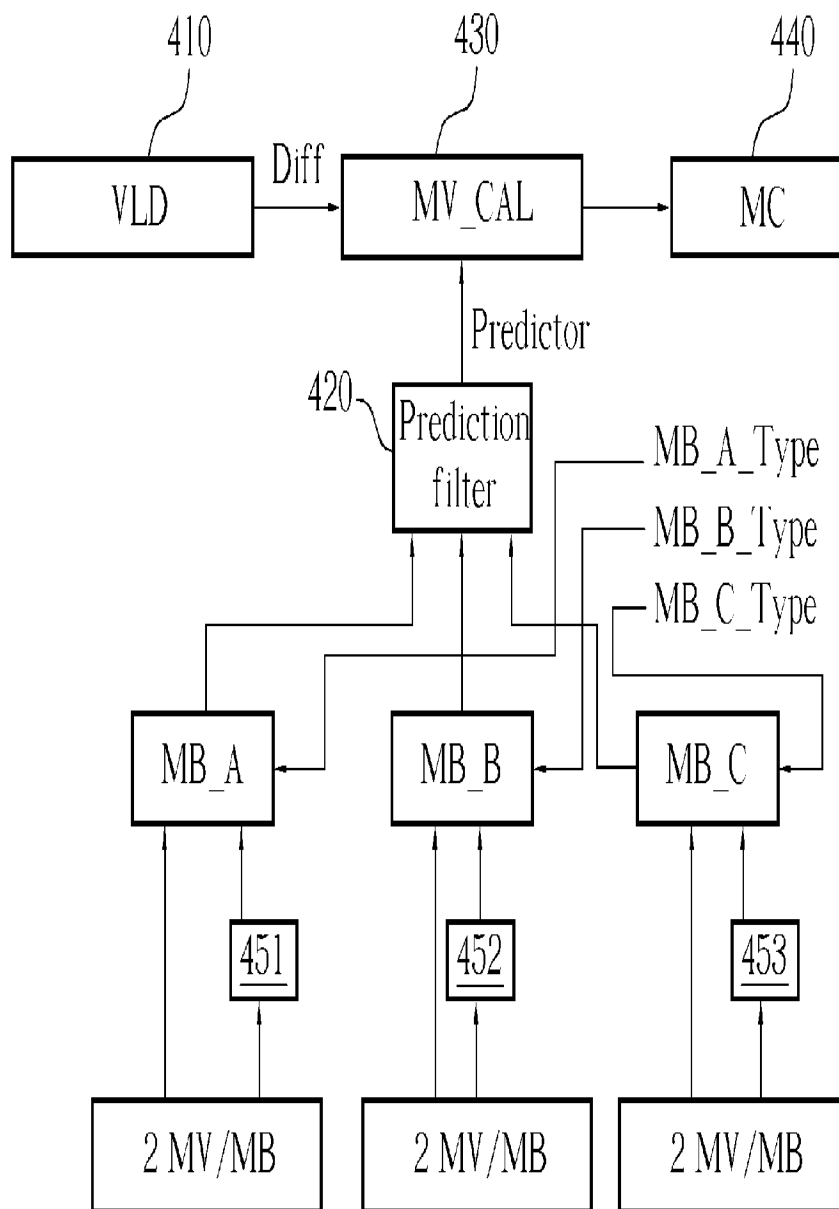 410
430
440
VLD
Diff
MV_CAL
MC
Predictor
420
Prediction
filter
MB_A_Type
MB_B_Type
MB_C_Type
MB_A
MB_B
MB_C
451
452
453
2 MV/MB
2 MV/MB
2 MV/MB